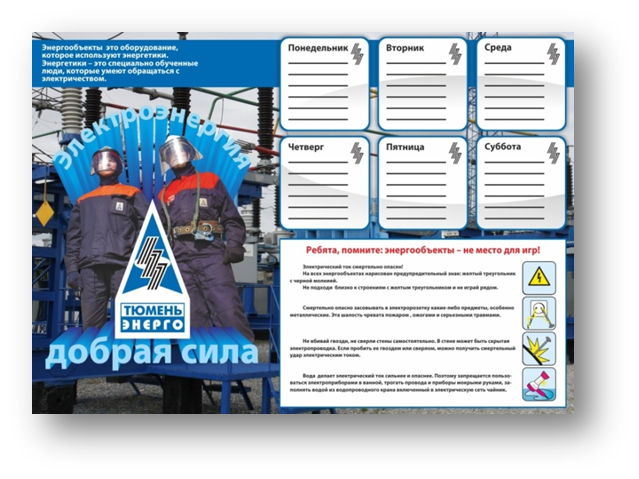 Энергообъекты это оборудование,
которое используют энергетики.
Энергетики – это специально обученные
люди, которые умеют обращаться с
электричеством.
Электроэнергия
ТЮМЕНЬ
ЭНЕРГО
добрая сила
Понедельник
Вторник
Среда
Четверг
Пятница
Суббота
Ребята, помните: энергообъекты – не место для игр!
Электрический ток смертельно опасен!
На всех энергообъектах нарисован предупредительный знак: желтый треугольник
с черной молнией.
Не подходи близко к строениям с желтым треугольником и не играй рядом.
Смертельно опасно засовывать в электророзетку какие-либо предметы, особенно
металлические. Эта шалость чревата пожаром , ожогами и серьезными травмами.
Не вбивай гвозди, не сверли стены самостоятельно. В стене может быть скрытая
электропроводка. Если пробить ее гвоздем или сверлом, можно получить смертельный
удар электрическим током.
Вода делает электрический ток сильнее и опаснее. Поэтому запрещается пользо-
ваться электроприборами в ванной, трогать провода и приборы мокрыми руками, за-
полнять водой из водопроводного крана включенный в электрическую сеть чайник.